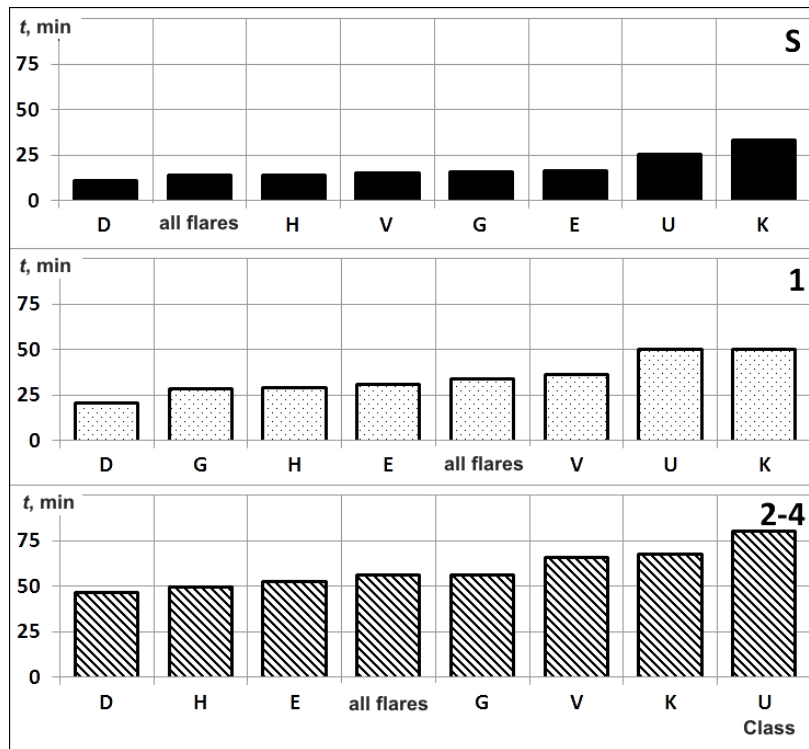 t, min
S
75
50
25
0
D all flares H V G E U K
t, min
1
75
50
25
0
D G H E all flares V U K
t, min
2-4
75
50
25
0
D H E all flares G V K U
Class